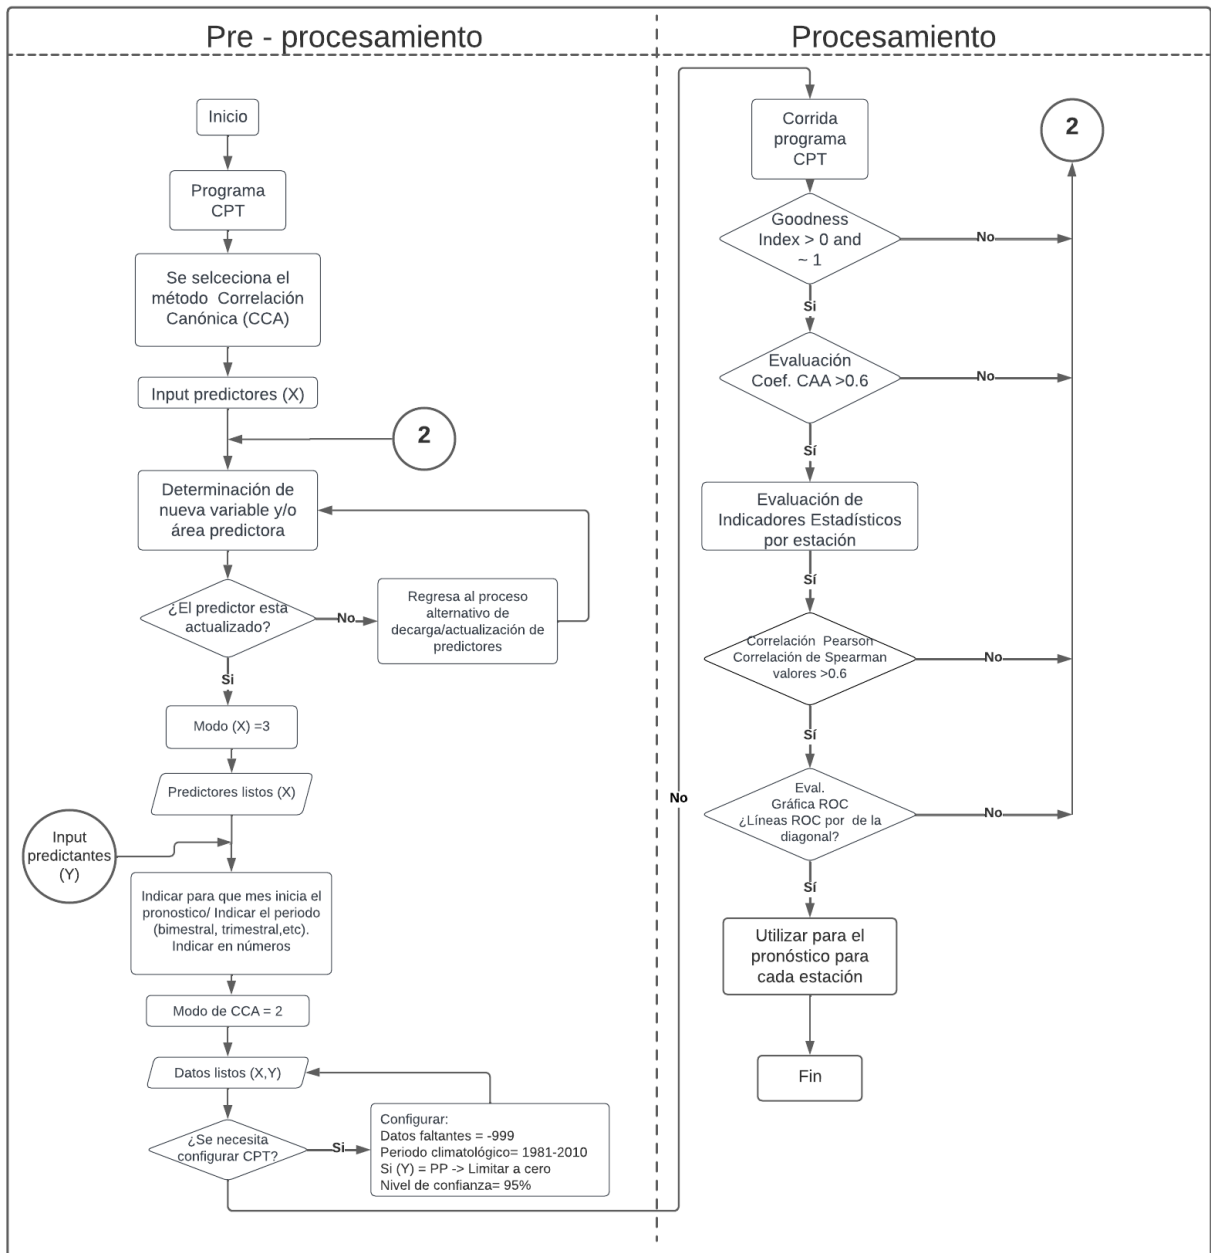 Pre - procesamiento
Inicio
Programa
CPT
Se selceciona el
método Correlación
Canónica (CCA)
Input predictores (X)
2
Determinación de
nueva variable y/o
área predictora
¿El predictor está
actualizado?
No
Regresa al proceso
alternativo de
decarga/actualización de
predictores
Si
Modo (X) =3
Predictores listos (X)
Input
predictantes
(Y)
Indicar para que mes inicia el
pronostico/ Indicar el periodo
(bimestral, trimestral,etc).
Indicar en números
Modo de CCA = 2
Datos listos (X,Y)
¿Se necesita
configurar CPT?
Si
Configurar:
Datos faltantes = -999
Periodo climatológico= 1981-2010
Si (Y) = PP -> Limitar a cero
Nivel de confianza= 95%
No
Procesamiento
Corrida
programa
CPT
2
Goodness
Index > 0 and
~ 1
No
Si
Evaluación
Coef. CAA >0.6
No
Sí
Evaluación de
Indicadores Estadísticos
por estación
Sí
Correlación Pearson
Correlación de Spearman
valores >0.6
No
Sí
Eval.
Gráfica ROC
¿Líneas ROC por de la
diagonal?
No
Sí
Utilizar para el
pronóstico para
cada estación
Fin